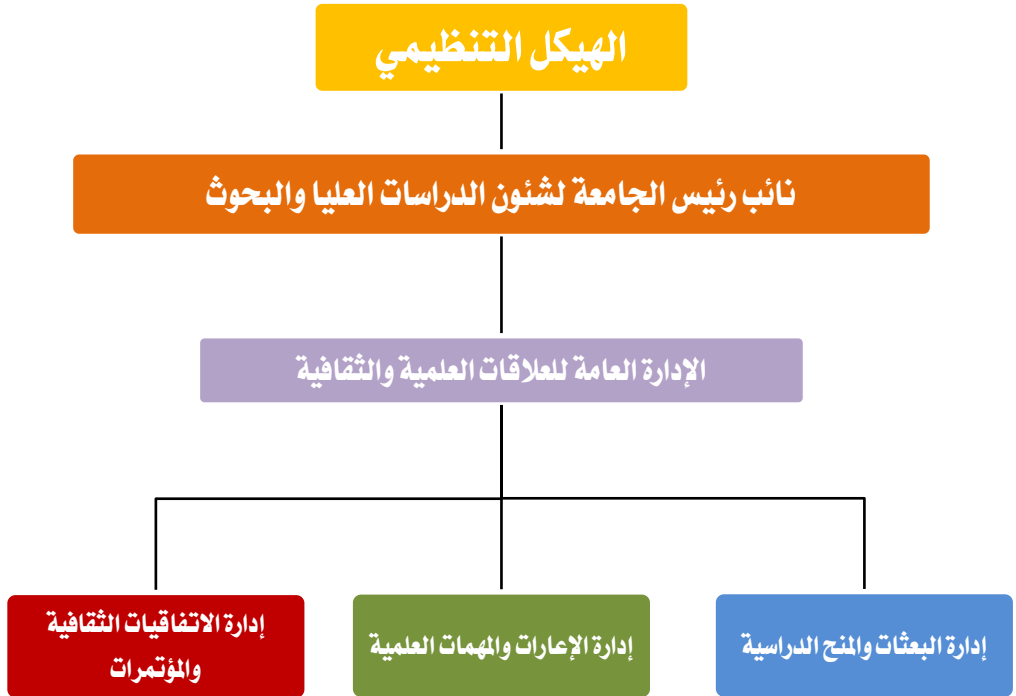 الهيكل التنظيمي
نائب رئيس الجامعة لشئون الدراسات العليا والبحوث
الإدارة العامة للعلاقات العلمية والثقافية
إدارة البعثات والمنح الدراسية
إدارة الإعارات والمهمات العلمية
إدارة الاتفاقيات الثقافية
والمؤتمرات